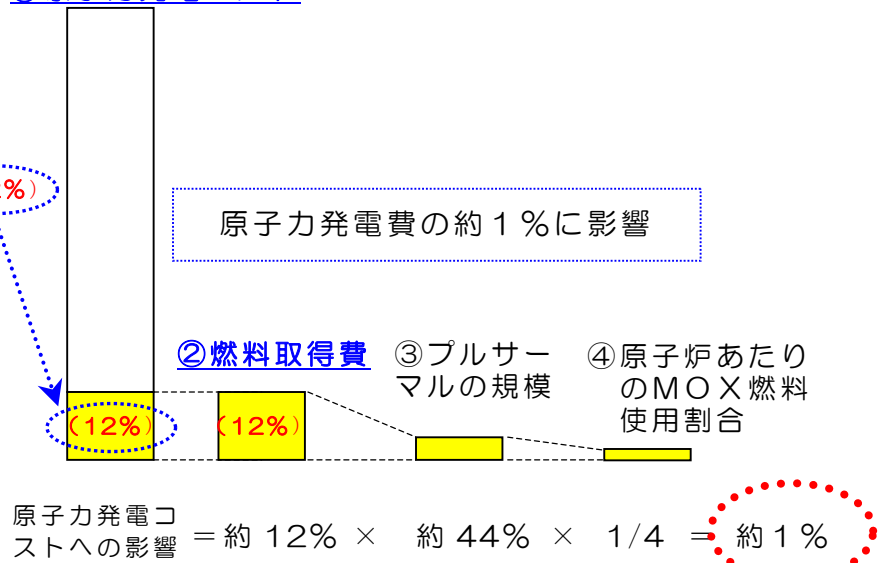 %)
原子力発電費の約1%に影響
②燃料取得費
③プルサー
マルの規模
④原子炉あたり
のMOX燃料
使用割合
(12%)
(12%)
原子力発電コ
ストへの影響
=約 12% × 約 44% × 1/4 = 約1%